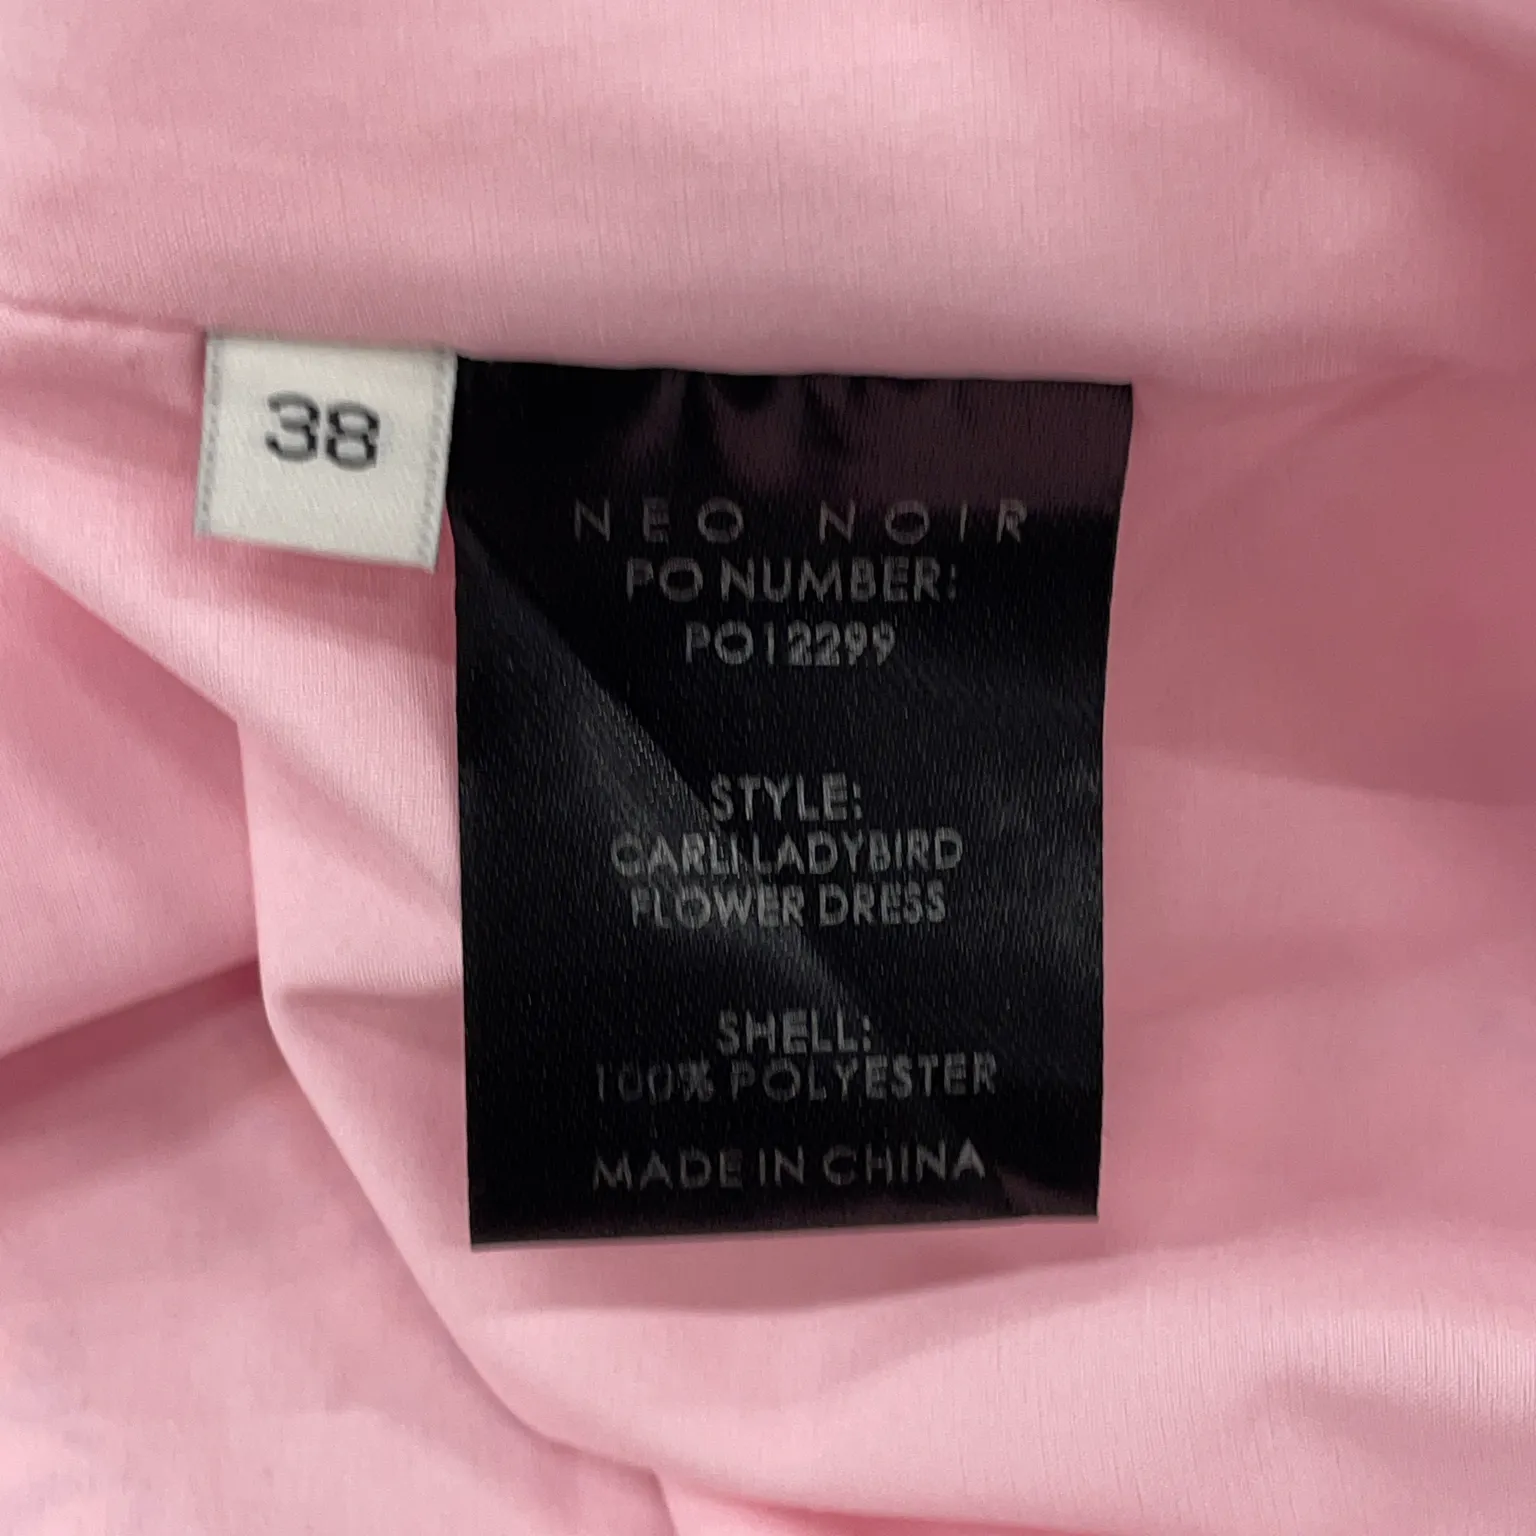 38
NEO NOIR
PO NUMBER:
PO12299
STYLE:
CARLI LADYBIRD
FLOWER DRESS
SHELL:
100% POLYESTER
MADE IN CHINA